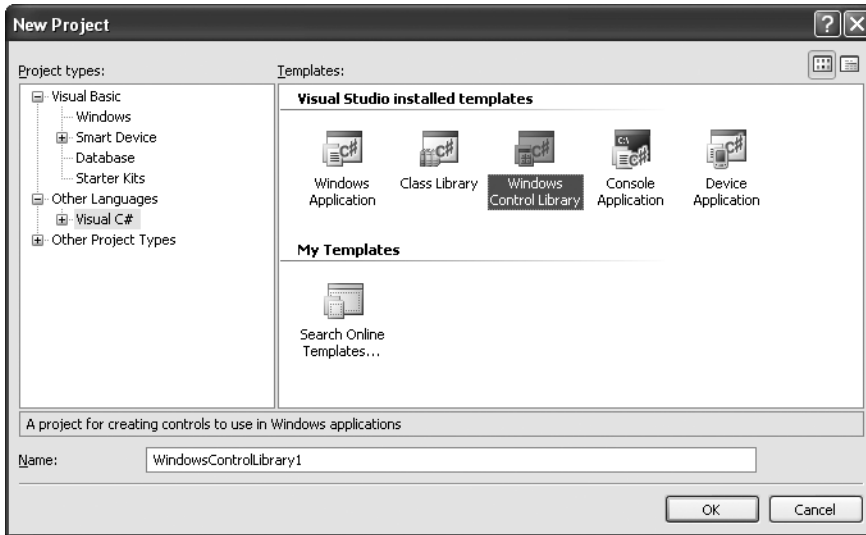 New Project
Project types:
Templates:
Visual Basic
Windows
Smart Device
Database
Starter Kits
Other Languages
Visual C#
Other Project Types
Visual Studio installed templates
Windows
Application
Class Library
Windows
Control Library
Console
Application
Device
Application
My Templates
Search Online
Templates...
A project for creating controls to use in Windows applications
Name:
WindowsControlLibrary1
OK
Cancel